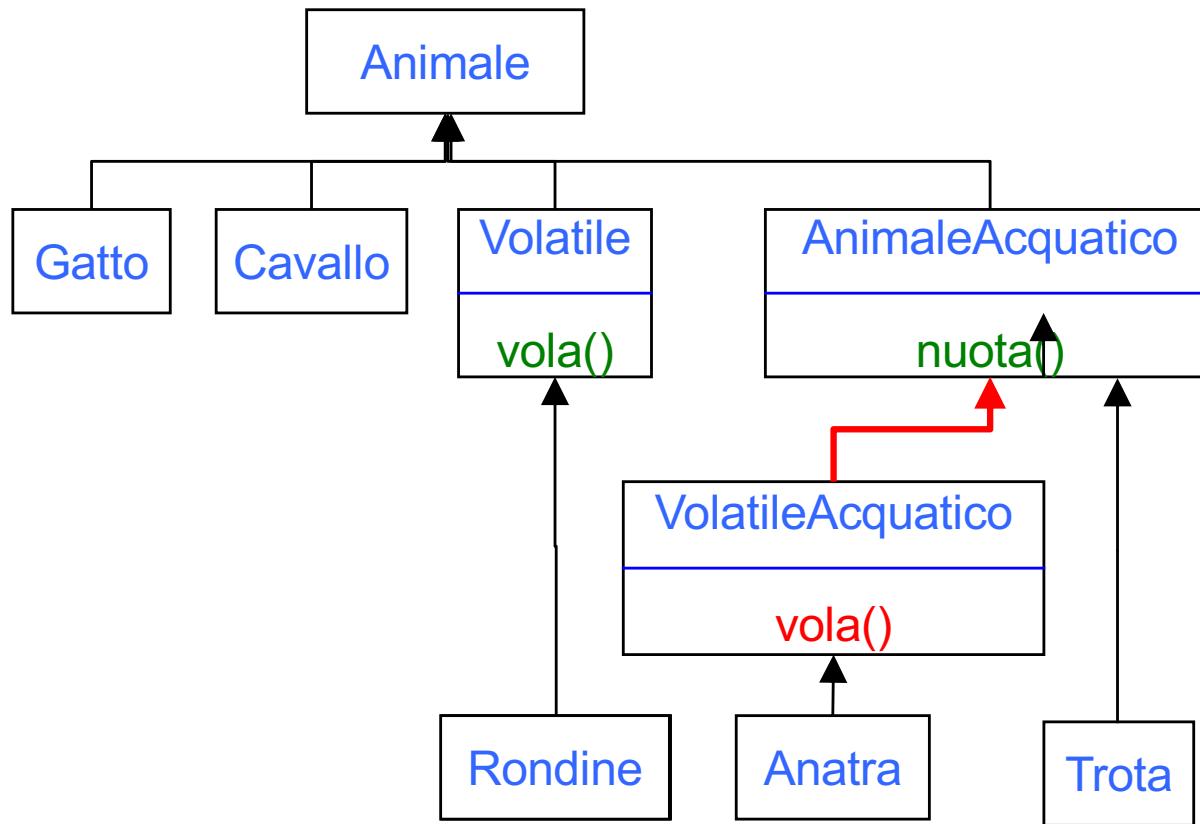 Animale
Gatto
Cavallo
Volatile
vola()
AnimaleAcquatico
nuota()
VolatileAcquatico
vola()
Rondine
Anatra
Trota